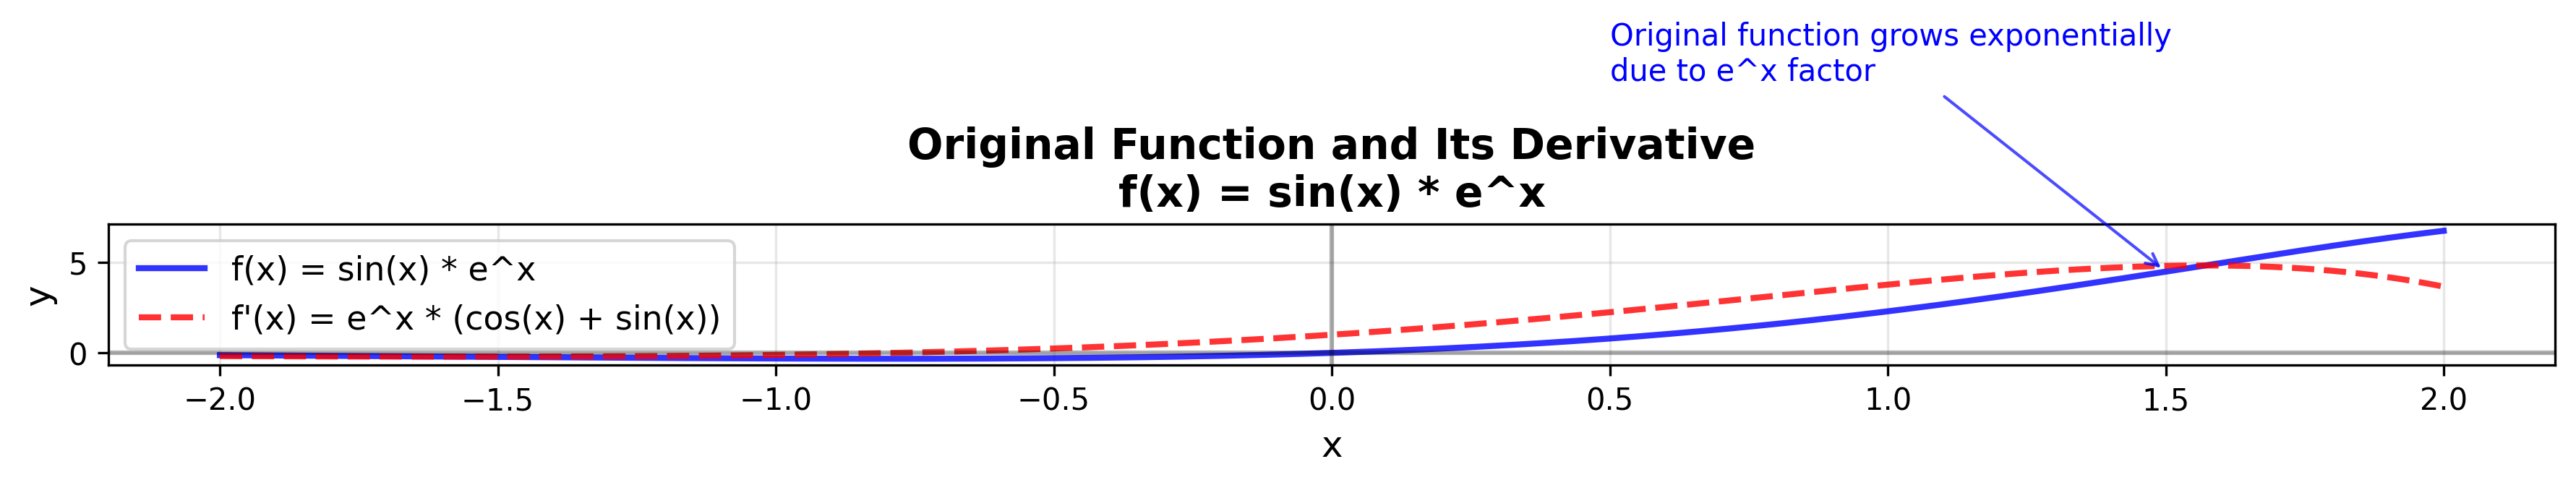 Original function grows exponentially
due to e^x factor
Original Function and Its Derivative
f(x) = sin(x) * e^x
f(x) = sin(x) * e^x
f'(x) = e^x * (cos(x) + sin(x))
y
5
0
−2.0 −1.5 −1.0 −0.5 0.0 0.5 1.0 1.5 2.0
x